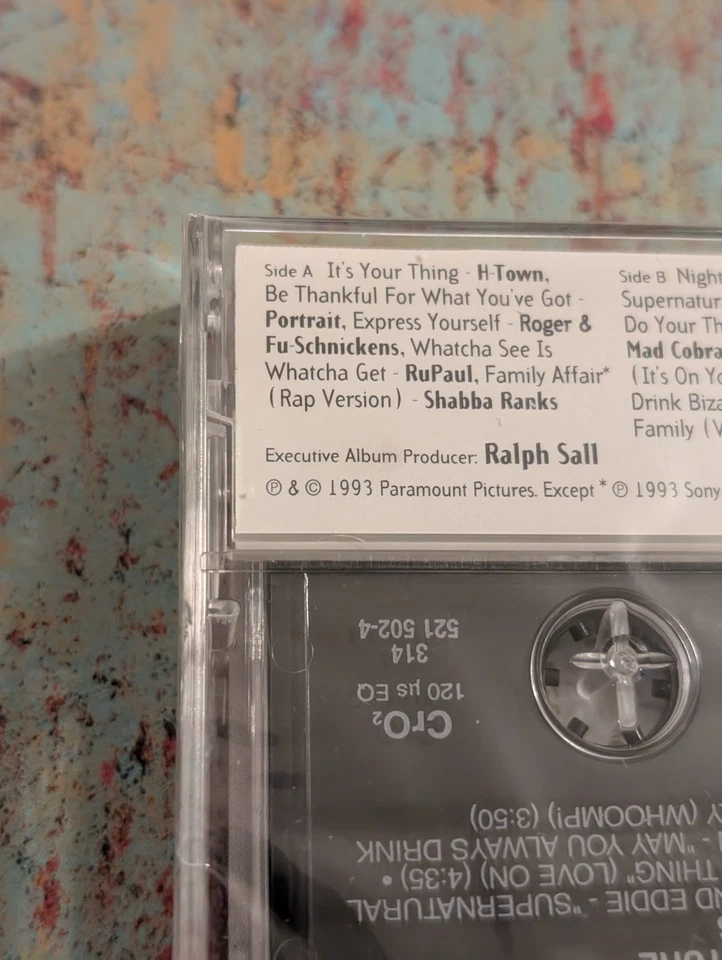 Side A It's Your Thing - H-Town,
Be Thankful For What You've Got -
Portrait, Express Yourself - Roger &
Fu-Schnickens, Whatcha See Is
Whatcha Get - RuPaul, Family Affair*
(Rap Version) - Shabba Ranks
Side B Night
Supernatura
Do Your Th
Mad Cobra
(It's On Yo
Drink Biza
Family (V
Executive Album Producer: Ralph Sall
℗ & © 1993 Paramount Pictures. Except * ℗ 1993 Sony
521 502-4
314
120 µs EQ
CrO₂
Y (WHOOMP!) (3:50)
- "MAY YOU ALWAYS DRINK
THING" (LOVE ON) (4:35) •
ND EDDIE - "SUPERNATURAL